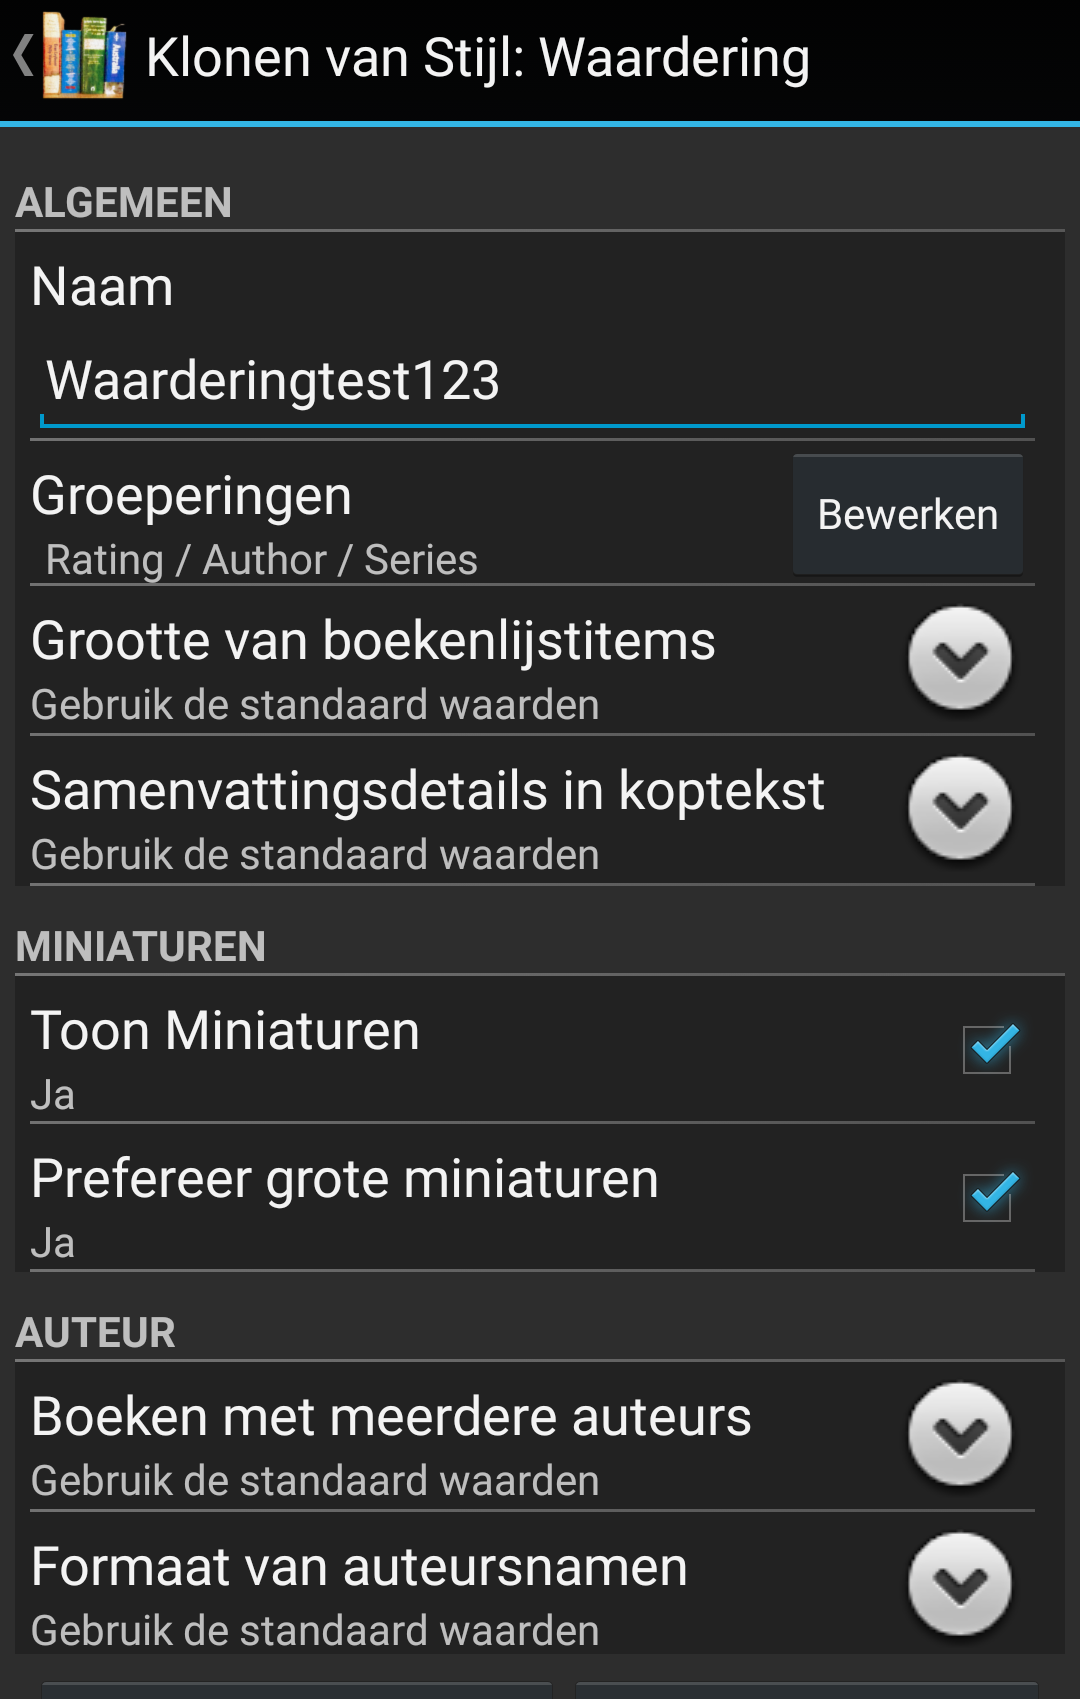 Klonen van Stijl: Waardering
ALGEMEEN
Naam
Waarderingtest123
Groeperingen
Rating / Author / Series
Bewerken
Grootte van boekenlijstitems
Gebruik de standaard waarden
Samenvattingsdetails in koptekst
Gebruik de standaard waarden
MINIATUREN
Toon Miniaturen
Ja
Prefereer grote miniaturen
Ja
AUTEUR
Boeken met meerdere auteurs
Gebruik de standaard waarden
Formaat van auteursnamen
Gebruik de standaard waarden